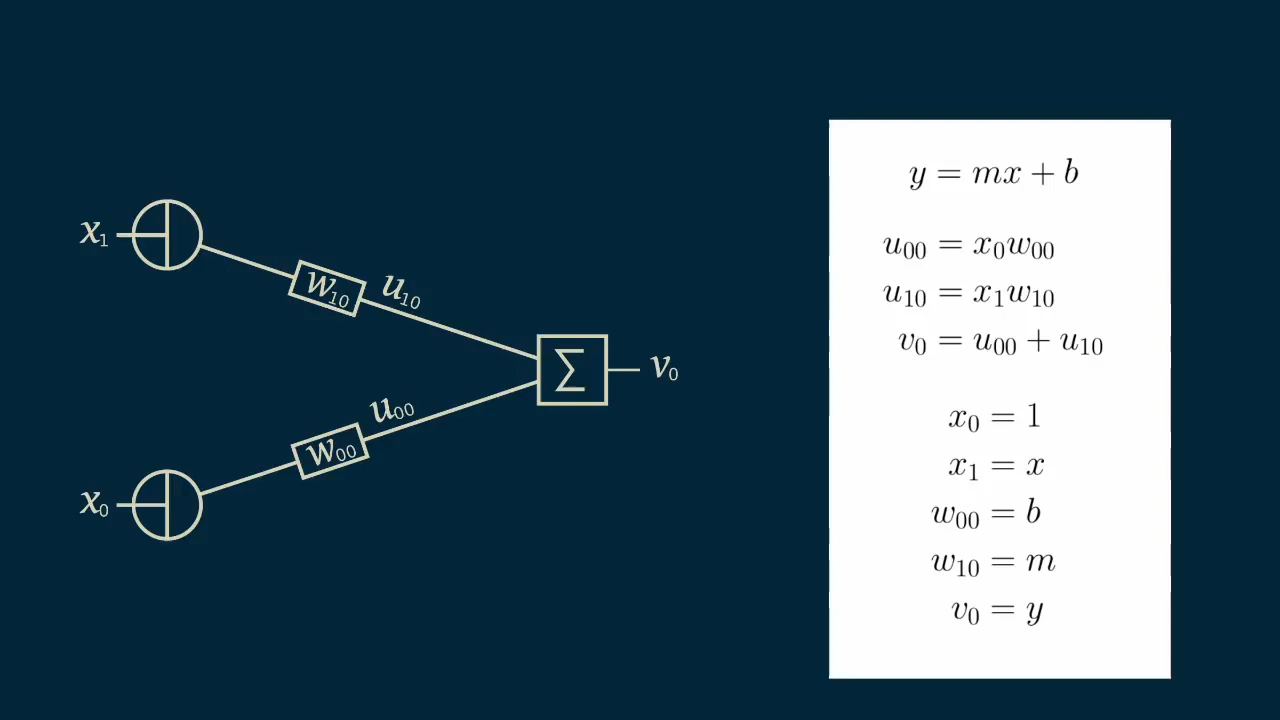 x₁
w₁₀
u₁₀
∑
v₀
u₀₀
w₀₀
x₀
y = mx + b
u₀₀ = x₀w₀₀
u₁₀ = x₁w₁₀
v₀ = u₀₀ + u₁₀
x₀ = 1
x₁ = x
w₀₀ = b
w₁₀ = m
v₀ = y